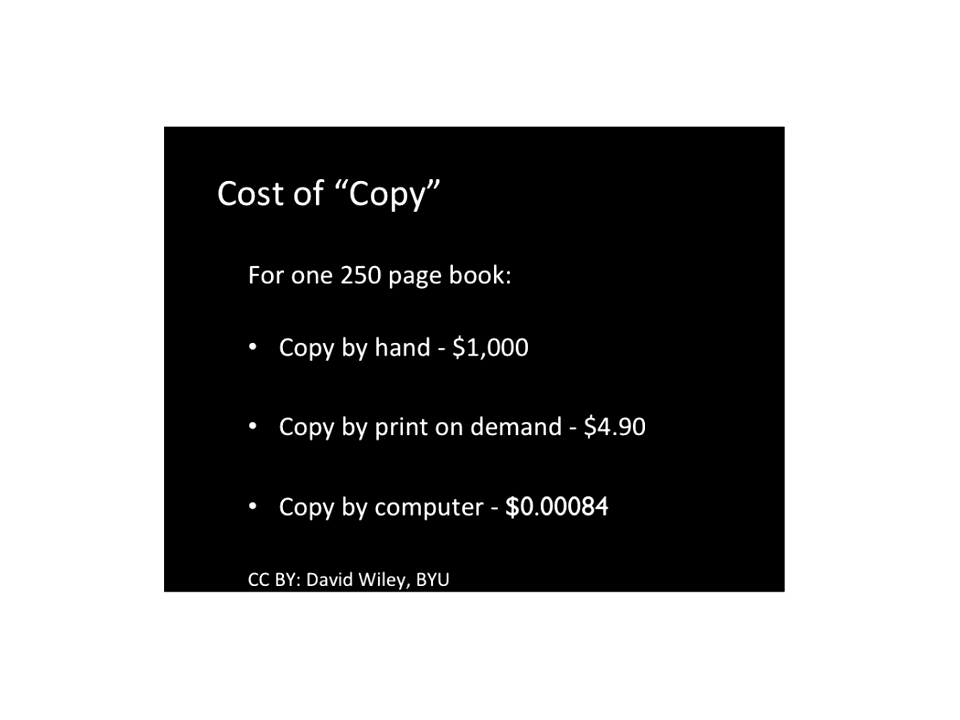 Cost of “Copy”
For one 250 page book:
• Copy by hand - $1,000
• Copy by print on demand - $4.90
• Copy by computer - $0.00084
CC BY: David Wiley, BYU